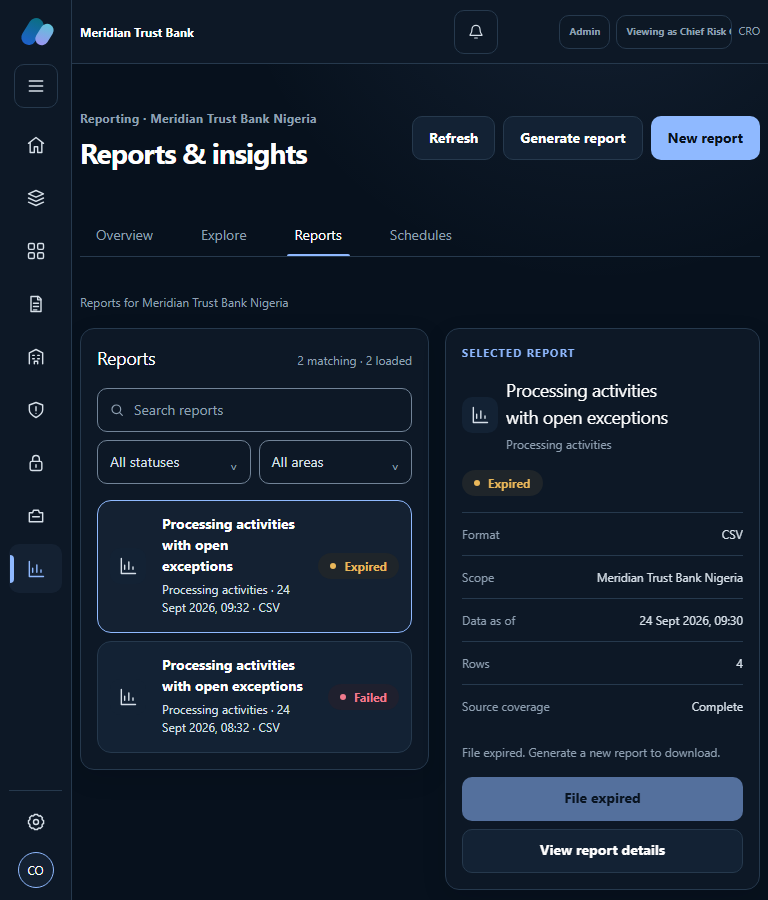 Meridian Trust Bank
Admin
Viewing as Chief Risk
CRO
Reporting · Meridian Trust Bank Nigeria
Reports & insights
Refresh
Generate report
New report
Overview
Explore
Reports
Schedules
Reports for Meridian Trust Bank Nigeria
Reports
2 matching · 2 loaded
Search reports
All statuses
All areas
Processing activities
with open
exceptions
Processing activities · 24
Sept 2026, 09:32 · CSV
Expired
Processing activities
with open exceptions
Processing activities · 24
Sept 2026, 08:32 · CSV
Failed
SELECTED REPORT
Processing activities
with open exceptions
Processing activities
Expired
Format CSV
Scope Meridian Trust Bank Nigeria
Data as of 24 Sept 2026, 09:30
Rows 4
Source coverage Complete
File expired. Generate a new report to download.
File expired
View report details
CO